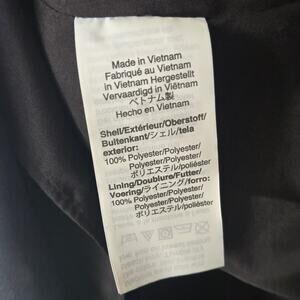 Made in Vietnam
Fabriqué au Vietnam
in Vietnam Hergestellt
Vervaardigd in Viëtnam
ベトナム製
Hecho en Vietnam
Shell/Extérieur/Oberstoff/
Buitenkant/シェル/tela
exterior:
100% Polyester/Polyester/
Polyester/Polyester/
ポリエステル/poliéster
Lining/Doublure/Futter/
Voering/ライニング/forro:
100% Polyester/Polyester/
Polyester/Polyester/
ポリエステル/poliéster